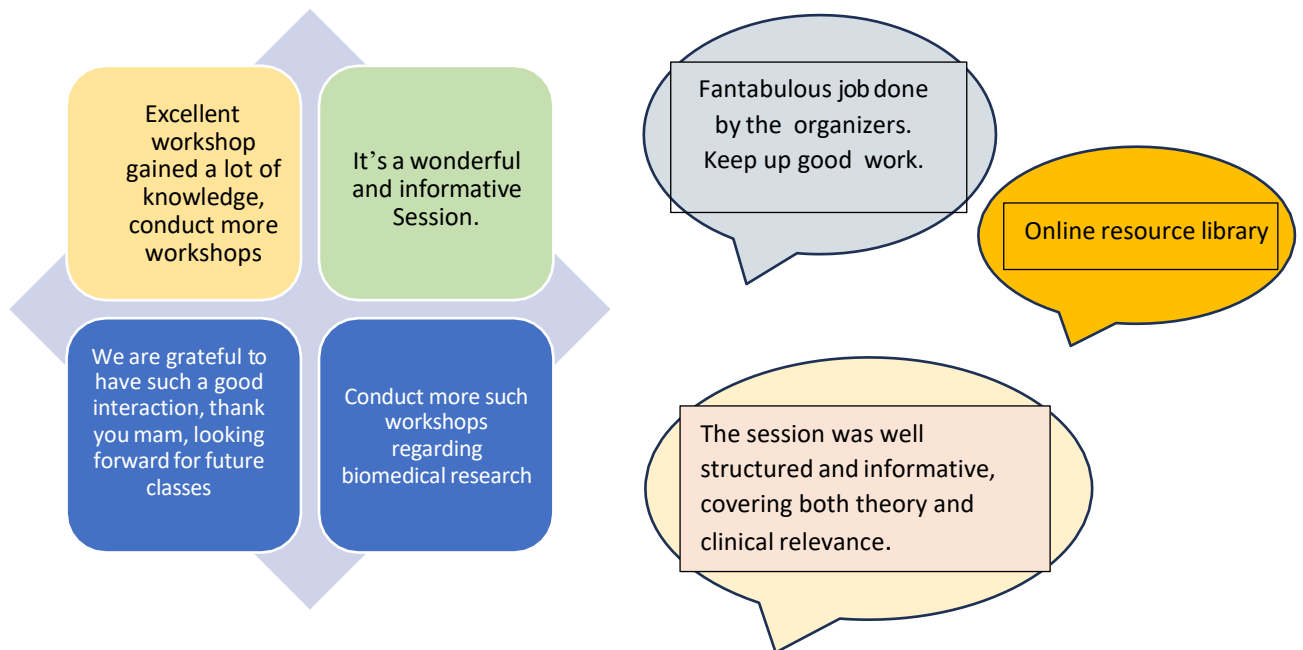 Excellent
workshop
gained a lot of
knowledge,
conduct more
workshops
It’s a wonderful
and informative
Session.
We are grateful to
have such a good
interaction, thank
you mam, looking
forward for future
classes
Conduct more such
workshops
regarding
biomedical research
Fantabulous job done
by the organizers.
Keep up good work.
Online resource library
The session was well
structured and informative,
covering both theory and
clinical relevance.